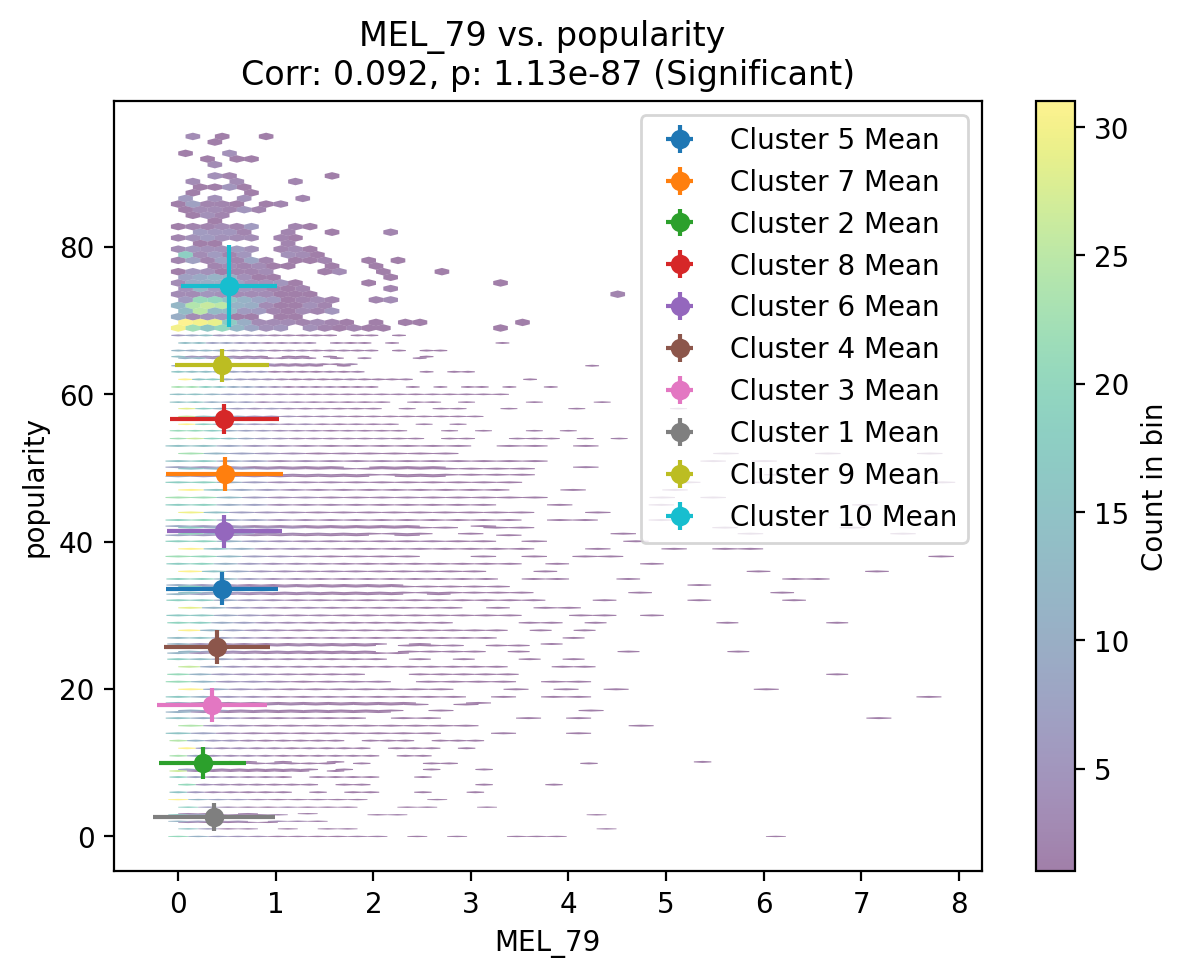 MEL_79 vs. popularity
Corr: 0.092, p: 1.13e-87 (Significant)
Cluster 5 Mean
Cluster 7 Mean
Cluster 2 Mean
Cluster 8 Mean
Cluster 6 Mean
Cluster 4 Mean
Cluster 3 Mean
Cluster 1 Mean
Cluster 9 Mean
Cluster 10 Mean
popularity
80
60
40
20
0
0 1 2 3 4 5 6 7 8
MEL_79
30
25
20
15
10
5
Count in bin